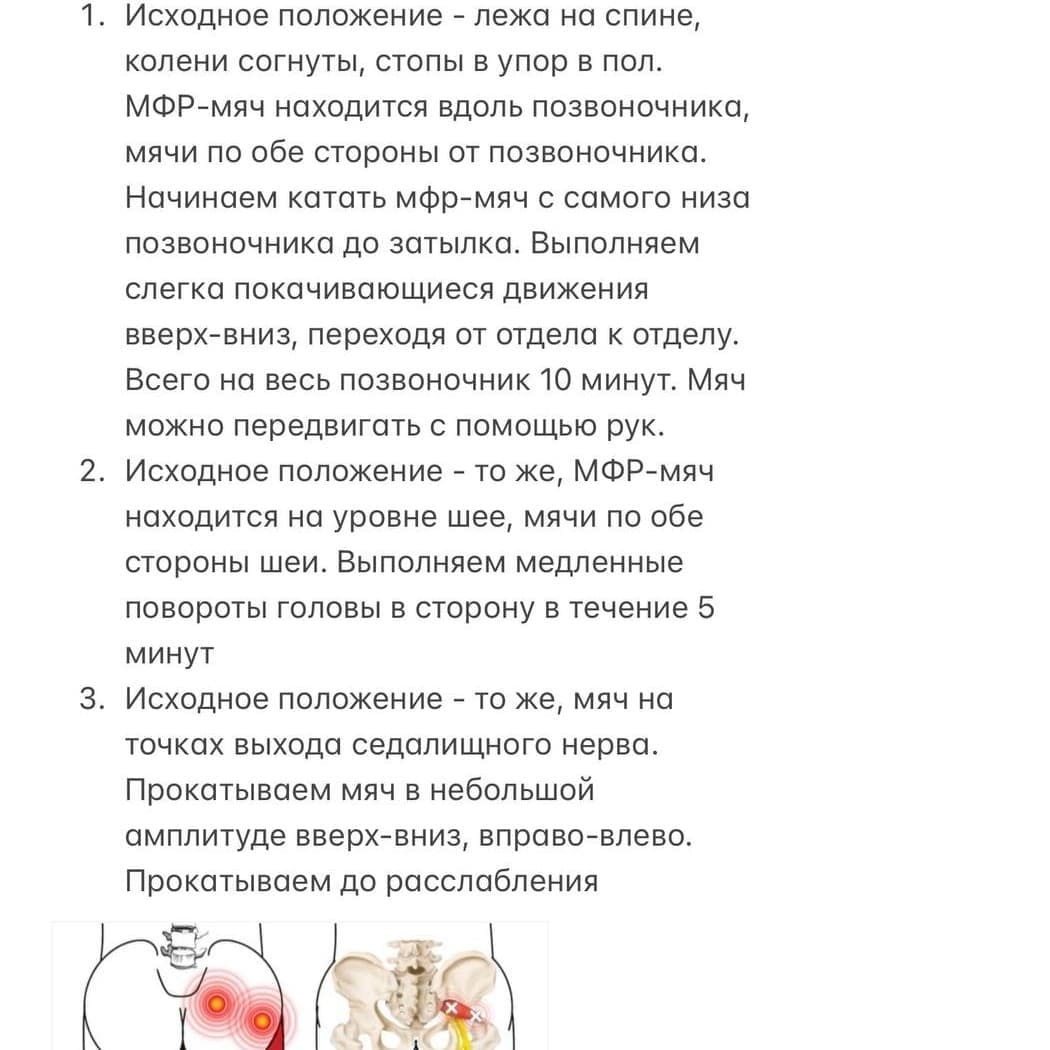 1. Исходное положение - лежа на спине,
колени согнуты, стопы в упор в пол.
МФР-мяч находится вдоль позвоночника,
мячи по обе стороны от позвоночника.
Начинаем катать мфр-мяч с самого низа
позвоночника до затылка. Выполняем
слегка покачивающиеся движения
вверх-вниз, переходя от отдела к отделу.
Всего на весь позвоночник 10 минут. Мяч
можно передвигать с помощью рук.
2. Исходное положение - то же, МФР-мяч
находится на уровне шее, мячи по обе
стороны шеи. Выполняем медленные
повороты головы в сторону в течение 5
минут
3. Исходное положение - то же, мяч на
точках выхода седалищного нерва.
Прокатываем мяч в небольшой
амплитуде вверх-вниз, вправо-влево.
Прокатываем до расслабления